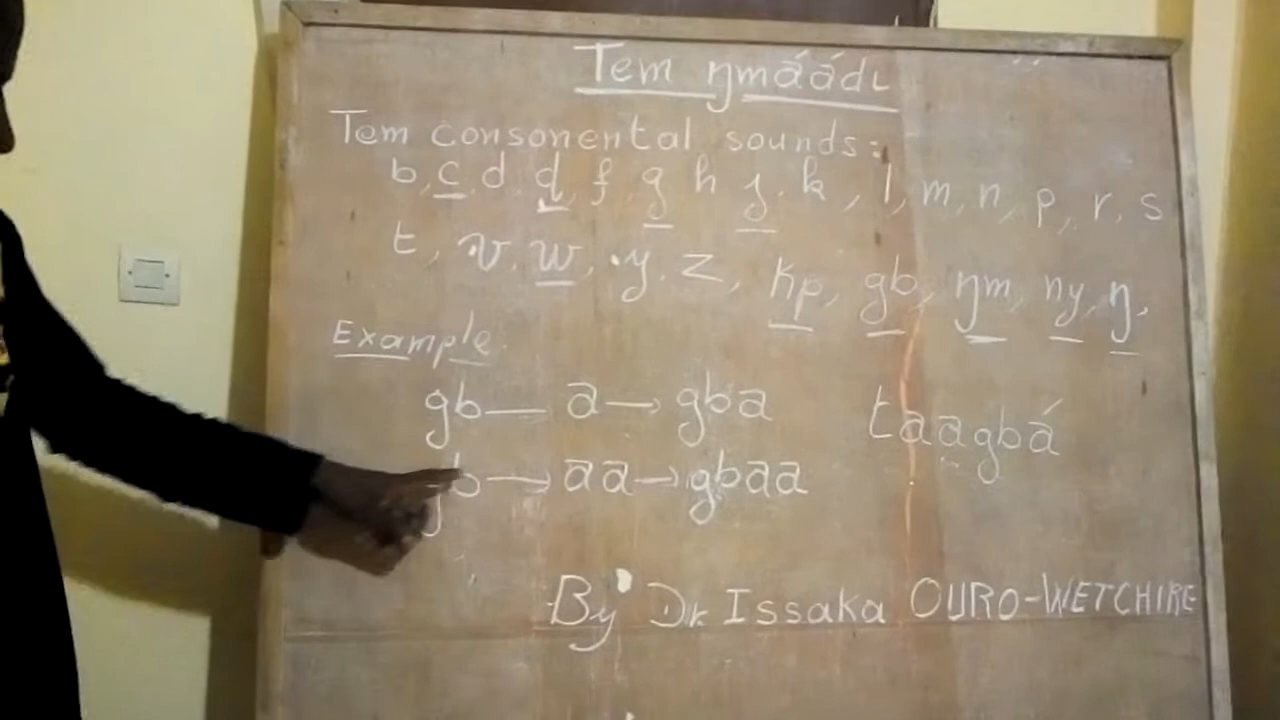 Tem ŋmáádɩ
Tem consonental sounds:
b, c, d, ɖ, f, g, h, j, k, l, m, n, p, r, s
t, v, w, y, z, kp, gb, ŋm, ny, ŋ,
Example.
gb — a → gba
gb → aa → gbaa
taagbá
By Dr Issaka OURO-WETCHIRE